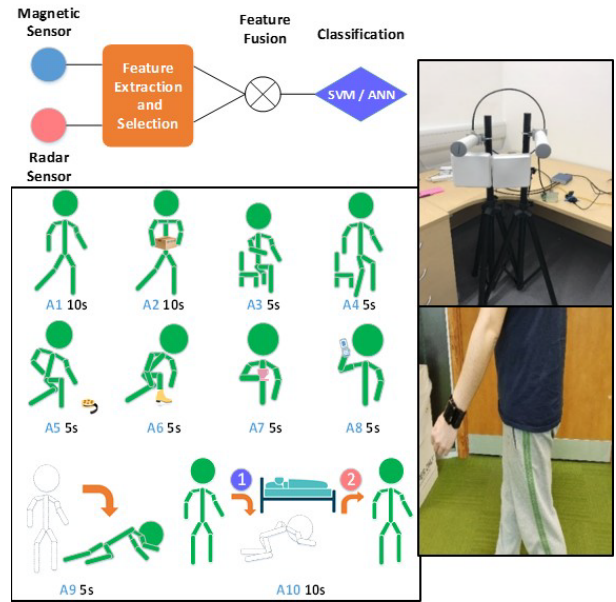 Magnetic
Sensor
Feature
Extraction
and
Selection
Radar
Sensor
Feature
Fusion
Classification
SVM / ANN
A1 10s
A2 10s
A3 5s
A4 5s
A5 5s
A6 5s
A7 5s
A8 5s
1
2
A9 5s
A10 10s